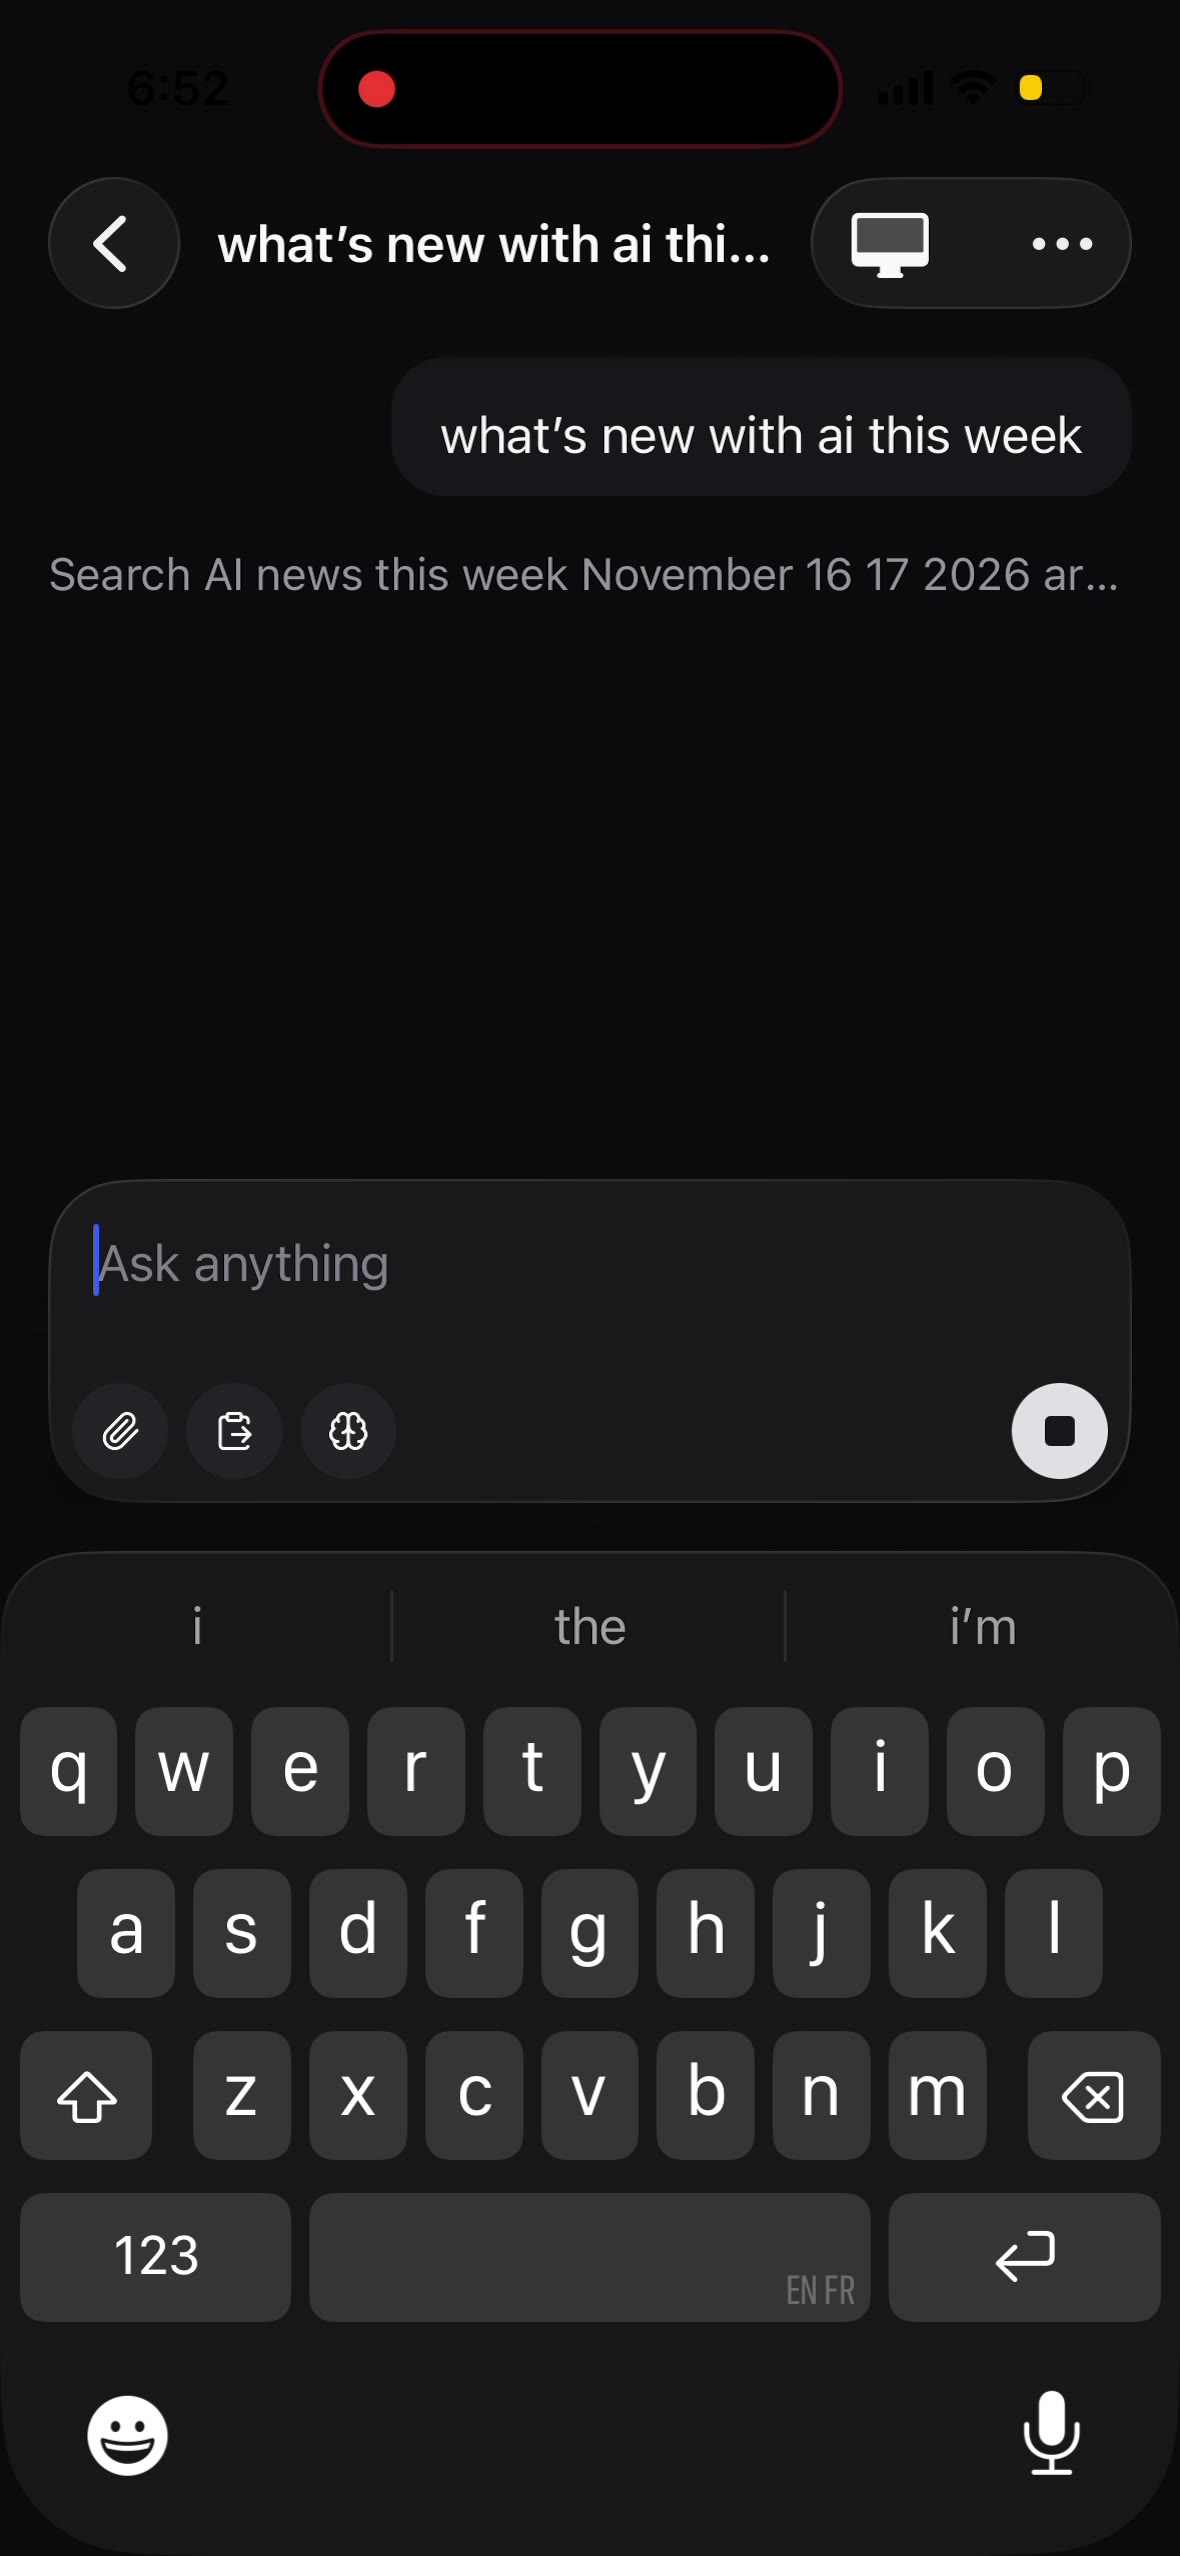 6:52
what’s new with ai thi...
what’s new with ai this week
Search AI news this week November 16 17 2026 ar...
Ask anything
i the i’m
q w e r t y u i o p
a s d f g h j k l
z x c v b n m
123 EN FR